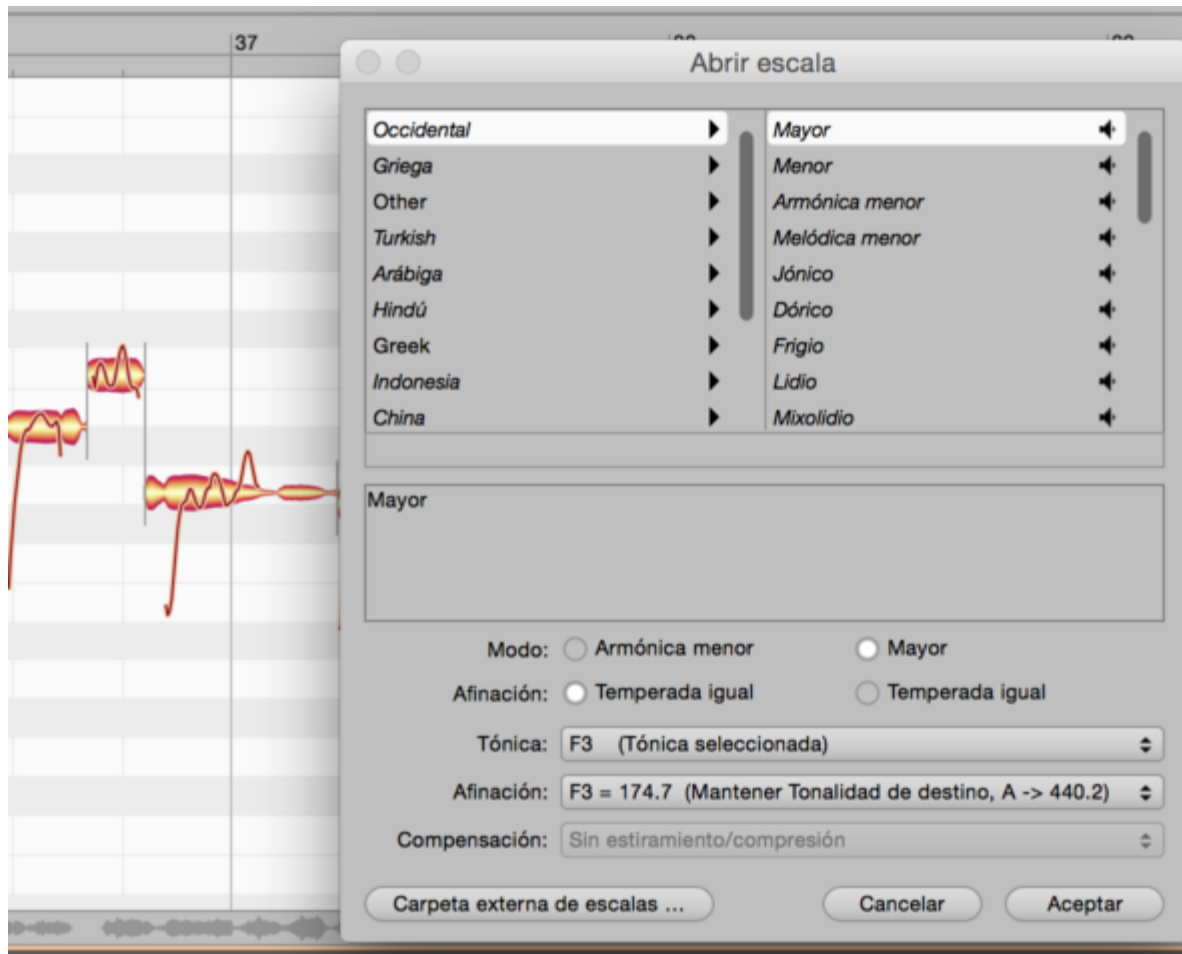 37
Abrir escala
Occidental Mayor
Griega Menor
Other Armónica menor
Turkish Melódica menor
Arábiga Jónico
Hindú Dórico
Greek Frigio
Indonesia Lidio
China Mixolidio
Mayor
Modo: Armónica menor Mayor
Afinación: Temperada igual Temperada igual
Tónica: F3 (Tónica seleccionada)
Afinación: F3 = 174.7 (Mantener Tonalidad de destino, A -> 440.2)
Compensación: Sin estiramiento/compresión
Carpeta externa de escalas ... Cancelar Aceptar